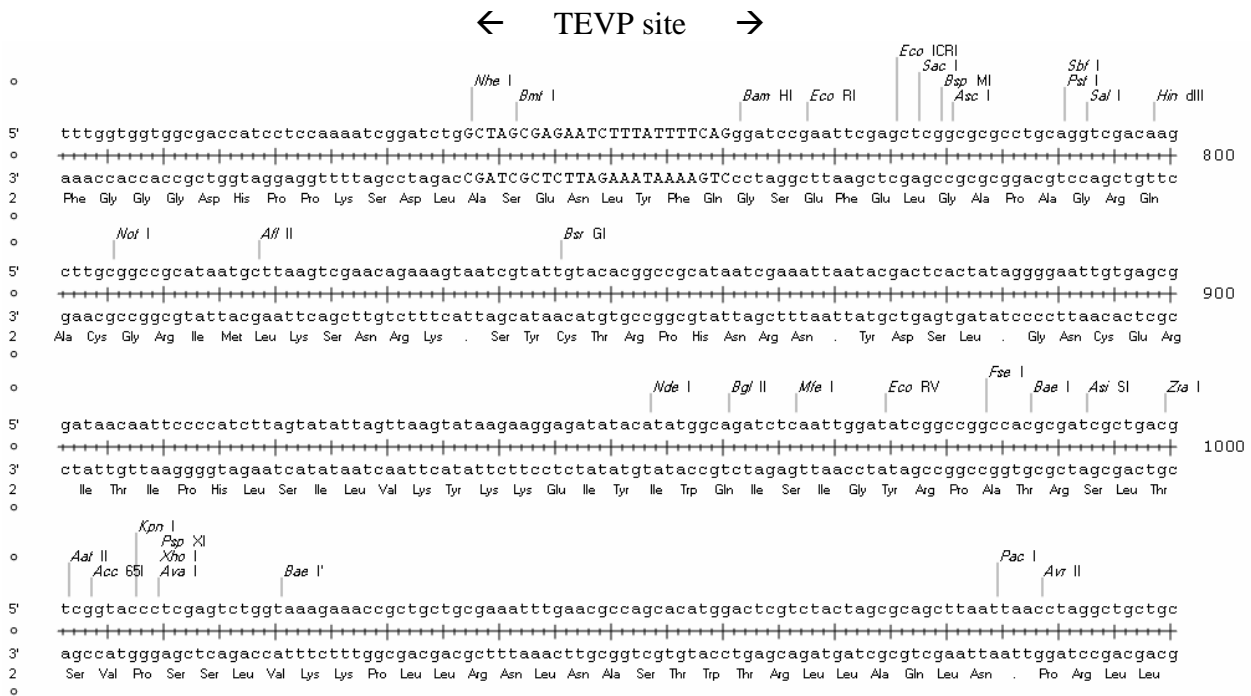 ← TEVP site →
Eco ICRI
Sac I Sbf I
Nhe I Bsp MI Pst I
Bmt I Bam HI Eco RI Asc I Sal I Hin dIII
5' tttggtggtggcgaccatcctccaaaatcggatctgGCTAGCGAGAATCTTTATTTTCAGggatccgaattcgagctcggcgcgcctgcaggtcgacaag
800
3' aaaccaccaccgctggtaggaggttttagcctagacCGATCGCTCTTAGAAATAAAAGTCcctaggcttaagctcgagccgcgcggacgtccagctgttc
Phe Gly Gly Gly Asp His Pro Pro Lys Ser Asp Leu Ala Ser Glu Asn Leu Tyr Phe Gln Gly Ser Glu Phe Glu Leu Gly Ala Pro Ala Gly Arg Gln
Not I Afl II Bsr GI
5' cttgcggccgcataatgcttaagtcgaacagaaagtaatcgtattgtacacggccgcataatcgaaattaatacgactcactataggggaattgtgagcg
900
3' gaacgccggcgtattacgaattcagcttgtctttcattagcataacatgtgccggcgtattagctttaattatgctgagtgatatccccttaacactcgc
2 Ala Cys Gly Arg Ile Met Leu Lys Ser Asn Arg Lys . Ser Tyr Cys Thr Arg Pro His Asn Arg Asn . Tyr Asp Ser Leu . Gly Asn Cys Glu Arg
Fse I
Nde I Bgl II Mfe I Eco RV Bae I Asi SI Zra I
5' gataacaattccccatcttagtatattagttaagtataagaaggagatatacatatggcagatctcaattggatatcggccggccacgcgatcgctgacg
1000
3' ctattgttaaggggtagaatcatataatcaattcatattcttcctctatatgtataccgtctagagttaacctatagccggccggtgcgctagcgactgc
2 Ile Thr Ile Pro His Leu Ser Ile Leu Val Lys Tyr Lys Lys Glu Ile Tyr Ile Trp Gln Ile Ser Ile Gly Tyr Arg Pro Ala Thr Arg Ser Leu Thr
Kpn I
Psp XI
Aat II Xho I Pac I
Acc 65I Ava I Bae I' Avr II
5' tcggtaccctcgagtctggtaaagaaaccgctgctgcgaaatttgaacgccagcacatggactcgtctactagcgcagcttaattaacctaggctgctgc
3' agccatgggagctcagaccatttctttggcgacgacgctttaaacttgcggtcgtgtacctgagcagatgatcgcgtcgaattaattggatccgacgacg
2 Ser Val Pro Ser Ser Leu Val Lys Lys Pro Leu Leu Arg Asn Leu Asn Ala Ser Thr Trp Thr Arg Leu Leu Ala Gln Leu Asn . Pro Arg Leu Leu